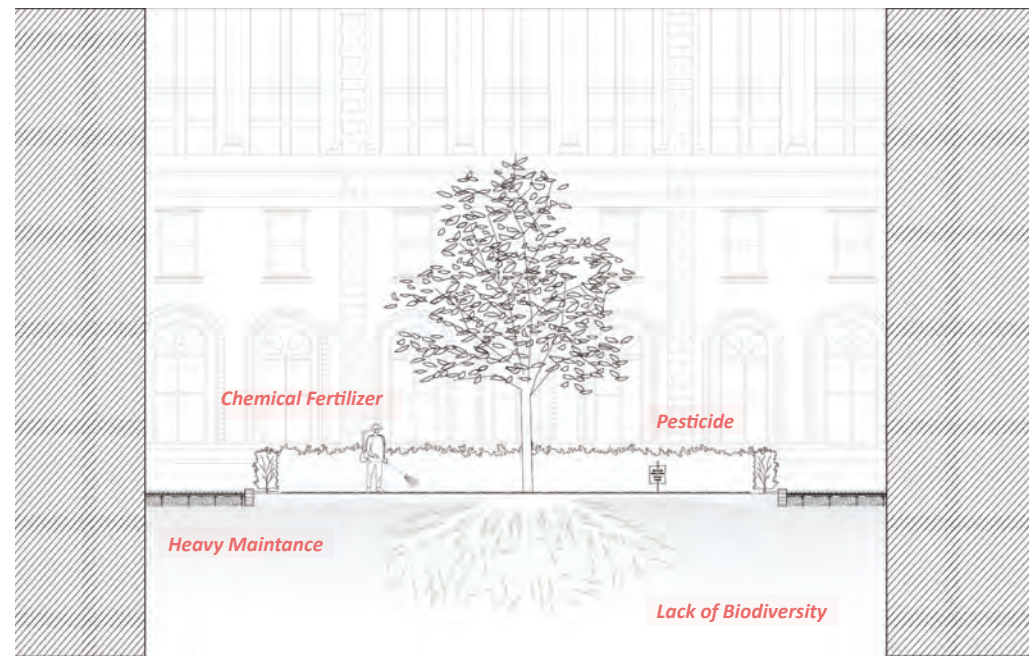 Chemical Fertilizer
Pesticide
Heavy Maintance
Lack of Biodiversity